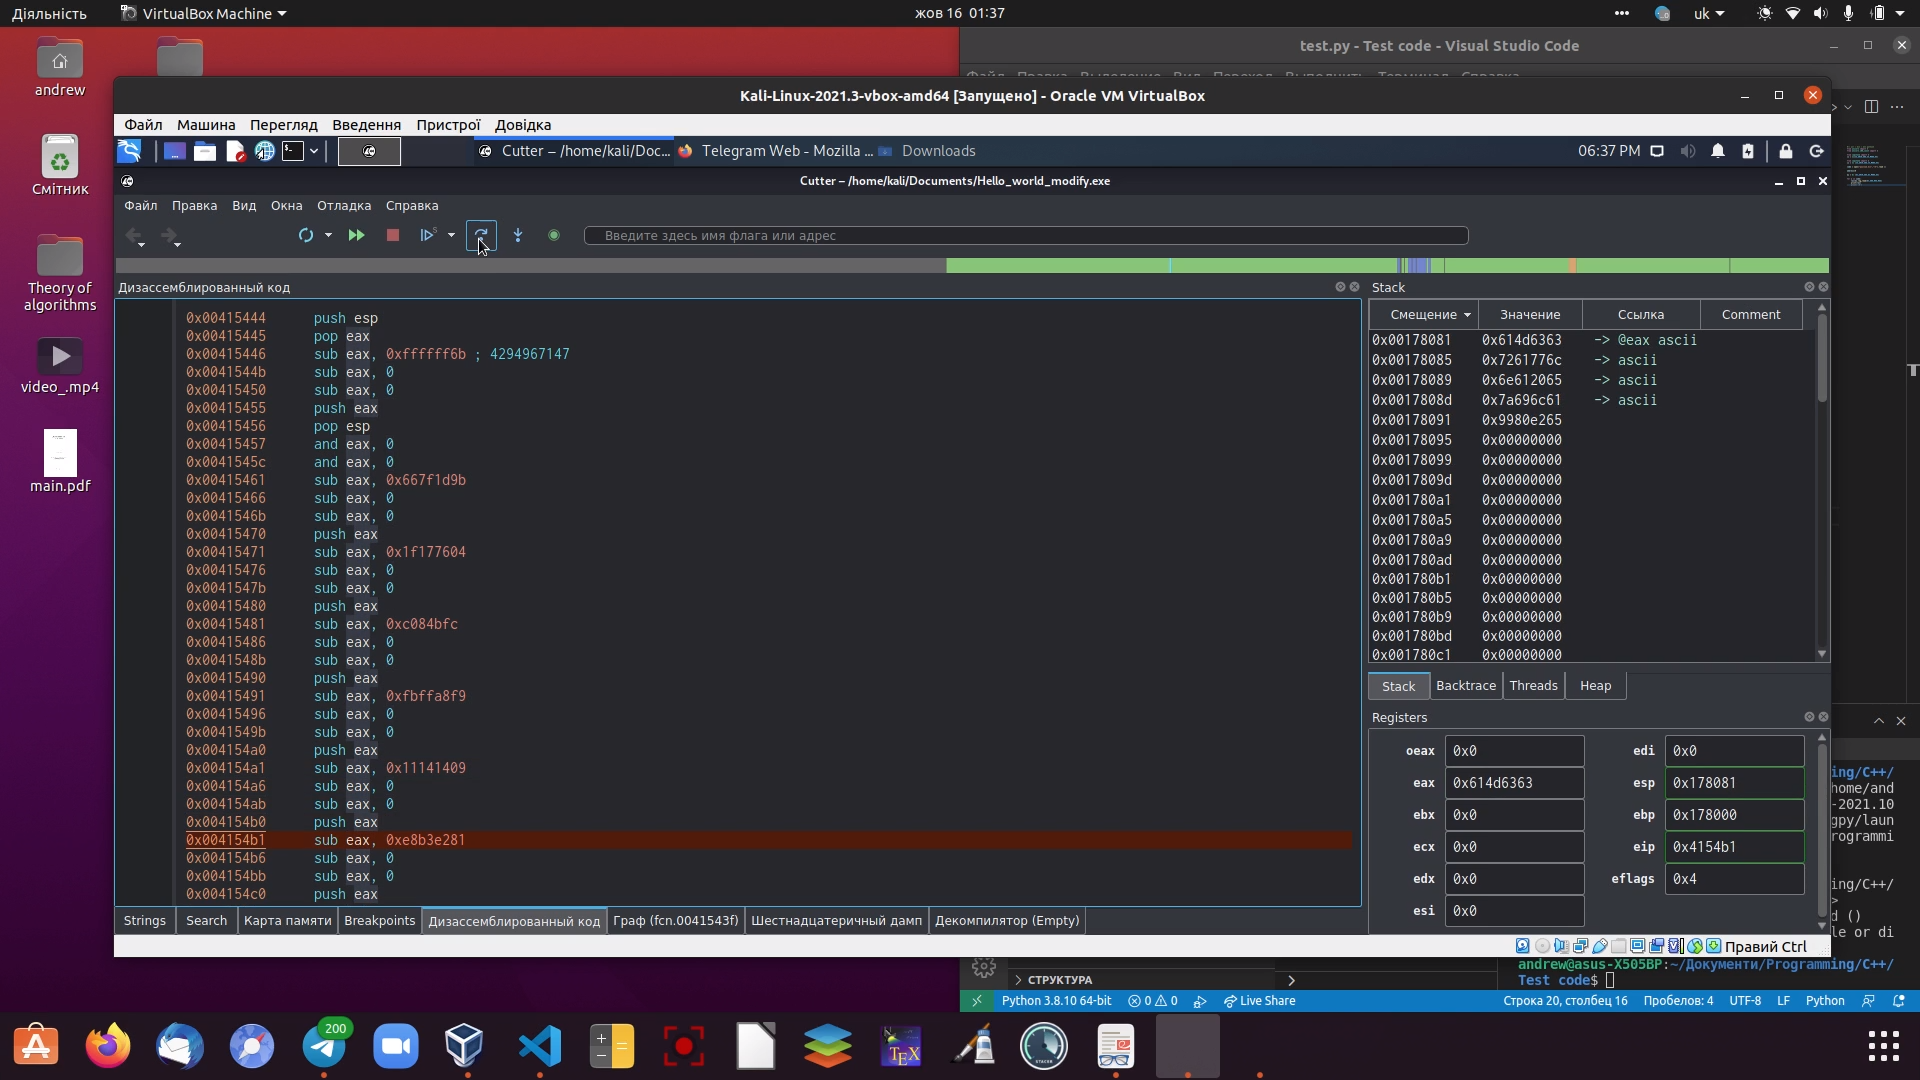 Діяльність
VirtualBox Machine
жов 16 01:37
uk
test.py - Test code - Visual Studio Code
Файл Правка Выделение Вид Переход Выполнить Терминал Справка
andrew
Смітник
Theory of
algorithms
video_.mp4
main.pdf
Kali-Linux-2021.3-vbox-amd64 [Запущено] - Oracle VM VirtualBox
Файл Машина Перегляд Введення Пристрої Довідка
Cutter – /home/kali/Doc...
Telegram Web - Mozilla ...
Downloads
06:37 PM
Cutter – /home/kali/Documents/Hello_world_modify.exe
Файл Правка Вид Окна Отладка Справка
Введите здесь имя флага или адрес
Дизассемблированный код
0x00415444 push esp
0x00415445 pop eax
0x00415446 sub eax, 0xffffff6b ; 4294967147
0x0041544b sub eax, 0
0x00415450 sub eax, 0
0x00415455 push eax
0x00415456 pop esp
0x00415457 and eax, 0
0x0041545c and eax, 0
0x00415461 sub eax, 0x667f1d9b
0x00415466 sub eax, 0
0x0041546b sub eax, 0
0x00415470 push eax
0x00415471 sub eax, 0x1f177604
0x00415476 sub eax, 0
0x0041547b sub eax, 0
0x00415480 push eax
0x00415481 sub eax, 0xc084bfc
0x00415486 sub eax, 0
0x0041548b sub eax, 0
0x00415490 push eax
0x00415491 sub eax, 0xfbffa8f9
0x00415496 sub eax, 0
0x0041549b sub eax, 0
0x004154a0 push eax
0x004154a1 sub eax, 0x11141409
0x004154a6 sub eax, 0
0x004154ab sub eax, 0
0x004154b0 push eax
0x004154b1 sub eax, 0xe8b3e281
0x004154b6 sub eax, 0
0x004154bb sub eax, 0
0x004154c0 push eax
Strings Search Карта памяти Breakpoints Дизассемблированный код Граф (fcn.0041543f) Шестнадцатеричный дамп Декомпилятор (Empty)
Stack
Смещение Значение Ссылка Comment
0x00178081 0x614d6363 -> @eax ascii
0x00178085 0x7261776c -> ascii
0x00178089 0x6e612065 -> ascii
0x0017808d 0x7a696c61 -> ascii
0x00178091 0x9980e265
0x00178095 0x00000000
0x00178099 0x00000000
0x0017809d 0x00000000
0x001780a1 0x00000000
0x001780a5 0x00000000
0x001780a9 0x00000000
0x001780ad 0x00000000
0x001780b1 0x00000000
0x001780b5 0x00000000
0x001780b9 0x00000000
0x001780bd 0x00000000
0x001780c1 0x00000000
Stack Backtrace Threads Heap
Registers
oeax 0x0 edi 0x0
eax 0x614d6363 esp 0x178081
ebx 0x0 ebp 0x178000
ecx 0x0 eip 0x4154b1
edx 0x0 eflags 0x4
esi 0x0
Правий Ctrl
ing/C++/
home/and
-2021.10
gpy/laun
rogrammi
ing/C++/
>
d ()
le or di
andrew@asus-X505BP:~/Документи/Programming/C++/
Test code$
СТРУКТУРА
Python 3.8.10 64-bit 0 0 Live Share
Строка 20, столбец 16 Пробелов: 4 UTF-8 LF Python
200
TEX